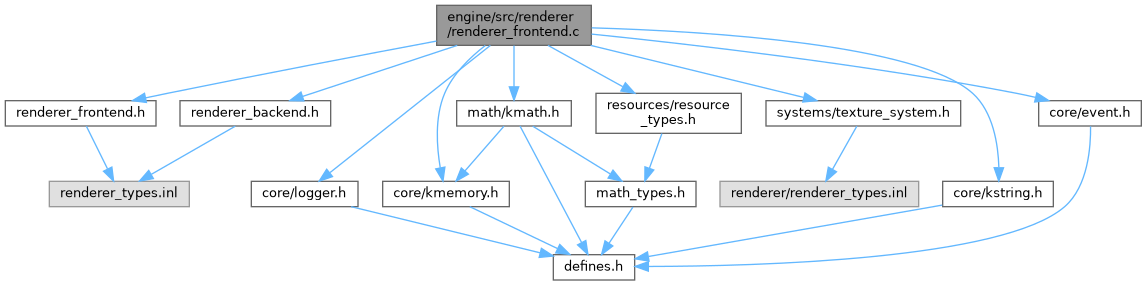 engine/src/renderer
/renderer_frontend.c
renderer_frontend.h
renderer_backend.h
math/kmath.h
resources/resource
_types.h
systems/texture_system.h
core/event.h
renderer_types.inl
core/logger.h
core/kmemory.h
math_types.h
renderer/renderer_types.inl
core/kstring.h
defines.h